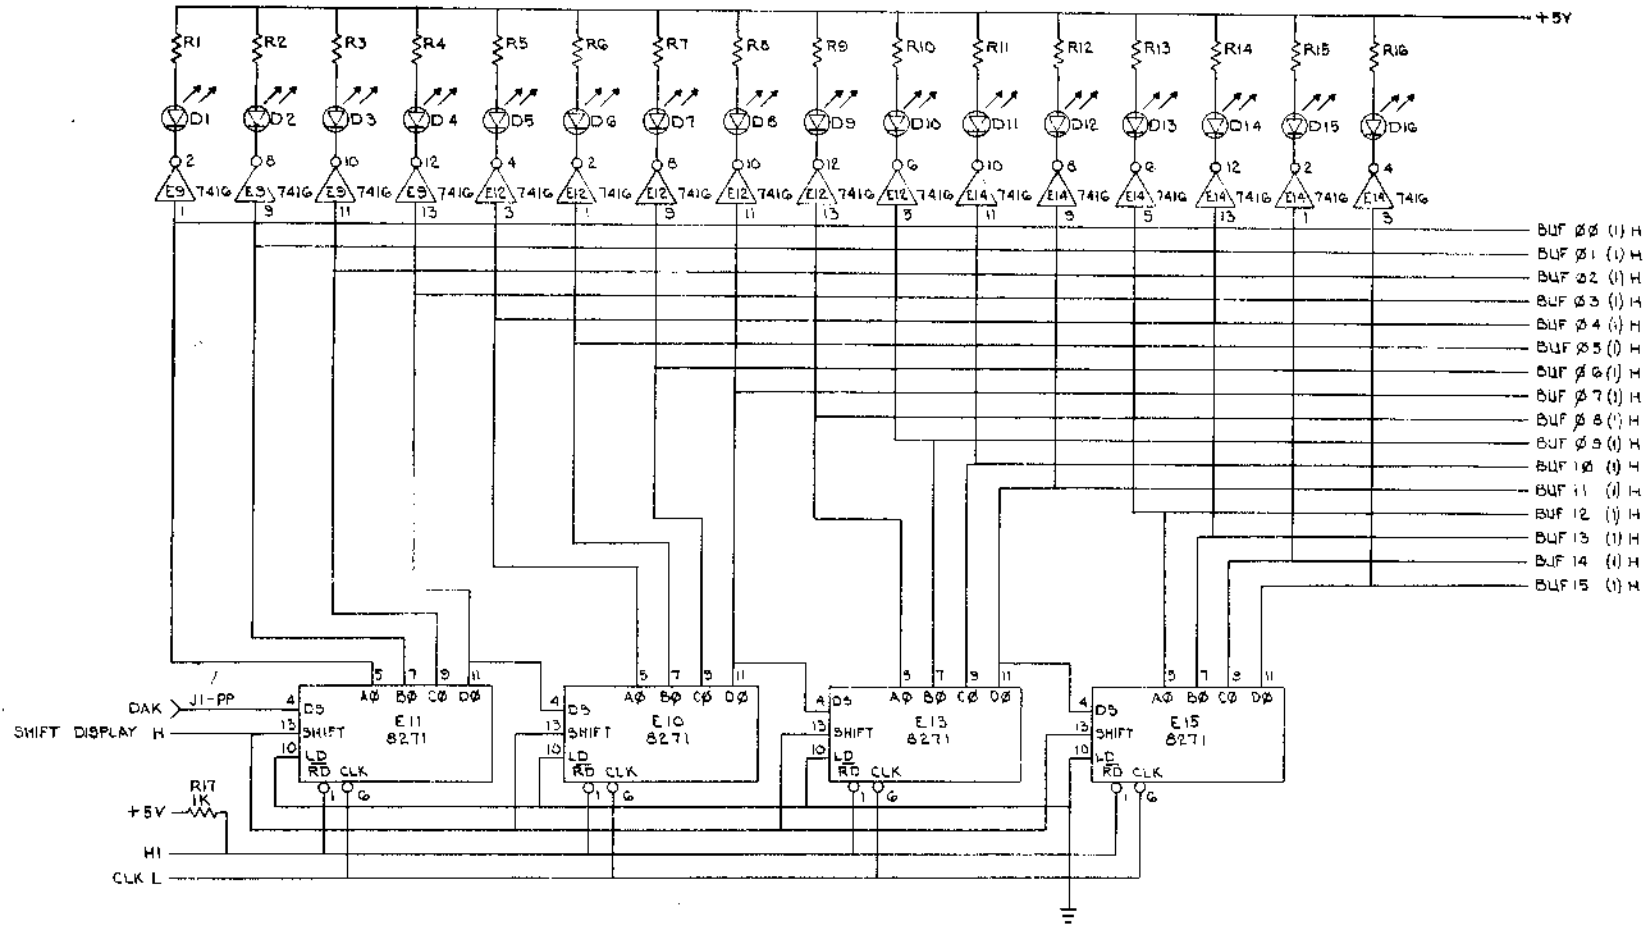 +5V
R1 R2 R3 R4 R5 R6 R7 R8 R9 R10 R11 R12 R13 R14 R15 R16
D1 D2 D3 D4 D5 D6 D7 D8 D9 D10 D11 D12 D13 D14 D15 D16
2 8 10 12 4 2 8 10 12 6 10 8 6 12 2 4
E9 7416 E9 7416 E9 7416 E9 7416 E12 7416 E12 7416 E12 7416 E12 7416 E12 7416 E12 7416 E14 7416 E14 7416 E14 7416 E14 7416 E14 7416 E14 7416
1 9 11 13 3 1 9 11 13 5 11 9 5 13 1 3
BUF ØØ (1) H
BUF Ø1 (1) H
BUF Ø2 (1) H
BUF Ø3 (1) H
BUF Ø4 (1) H
BUF Ø5 (1) H
BUF Ø6 (1) H
BUF Ø7 (1) H
BUF Ø8 (1) H
BUF Ø9 (1) H
BUF 1Ø (1) H
BUF 11 (1) H
BUF 12 (1) H
BUF 13 (1) H
BUF 14 (1) H
BUF 15 (1) H
5 7 9 11 5 7 9 11 5 7 9 11 5 7 9 11
AØ BØ CØ DØ AØ BØ CØ DØ AØ BØ CØ DØ AØ BØ CØ DØ
DAK J1-PP 4 DS E11 4 DS E10 4 DS E13 4 DS E15
SHIFT DISPLAY H 13 SHIFT 8271 13 SHIFT 8271 13 SHIFT 8271 13 SHIFT 8271
10 LD 10 LD 10 LD 10 LD
RD CLK RD CLK RD CLK RD CLK
1 6 1 6 1 6 1 6
R17
1K
+5V
HI
CLK L